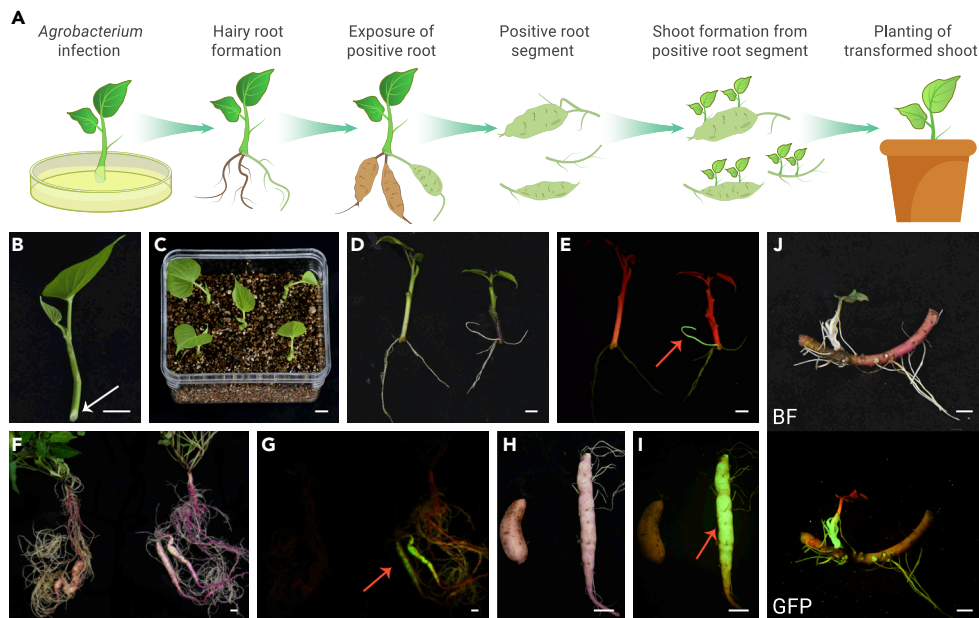 A
Agrobacterium
infection
Hairy root
formation
Exposure of
positive root
Positive root
segment
Shoot formation from
positive root segment
Planting of
transformed shoot
B
C
D
E
J
BF
F
G
H
I
GFP